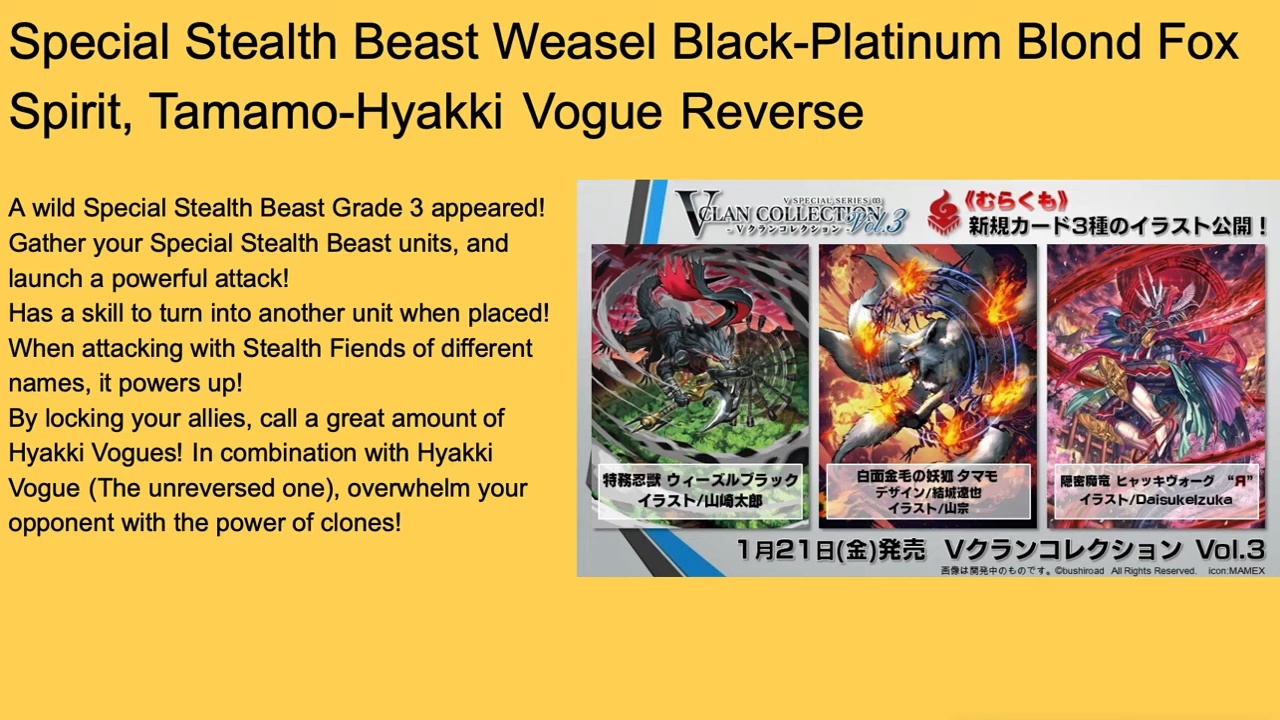 Special Stealth Beast Weasel Black-Platinum Blond Fox
Spirit, Tamamo-Hyakki Vogue Reverse
A wild Special Stealth Beast Grade 3 appeared!
Gather your Special Stealth Beast units, and
launch a powerful attack!
Has a skill to turn into another unit when placed!
When attacking with Stealth Fiends of different
names, it powers up!
By locking your allies, call a great amount of
Hyakki Vogues! In combination with Hyakki
Vogue (The unreversed one), overwhelm your
opponent with the power of clones!
V SPECIAL SERIES 03
V CLAN COLLECTION Vol.3
- Vクランコレクション -
《むらくも》
新規カード3種のイラスト公開!
特務忍獣 ウィーズルブラック
イラスト/山崎太郎
白面金毛の妖狐 タマモ
デザイン/結城遼也
イラスト/山宗
隠密魔竜 ヒャッキヴォーグ “Я”
イラスト/DaisukeIzuka
1月21日(金)発売 Vクランコレクション Vol.3
画像は開発中のものです。©bushiroad All Rights Reserved. icon:MAMEX